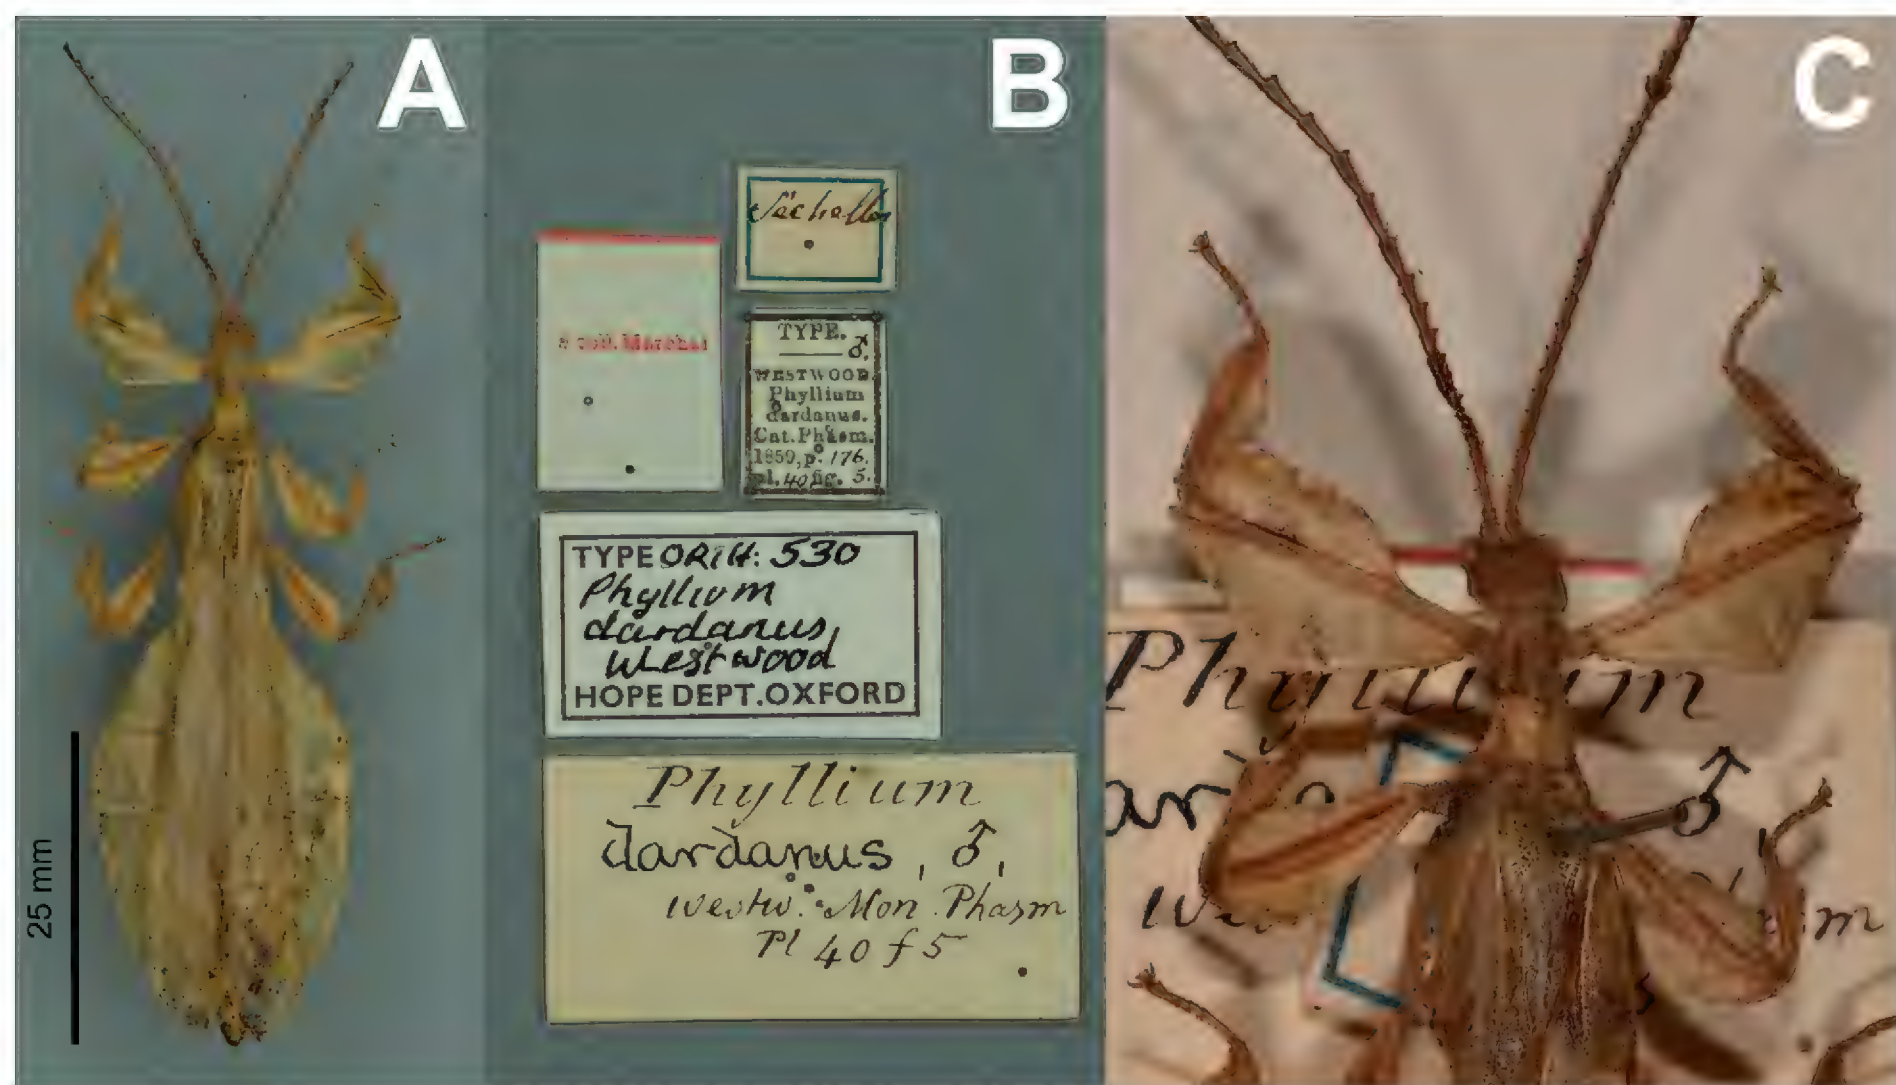 A
B
C
25 mm
Séchelles
TYPE.
♂.
WESTWOOD.
Phyllium
dardanus.
Cat. Phasm.
1859, p. 176.
pl. 40 fig. 5.
TYPE ORTH: 530
Phyllium
dardanus,
Westwood
HOPE DEPT. OXFORD
Phyllium
dardanus, ♂,
Westw. Mon. Phasm
Pl 40 f 5
Phyllium
♂